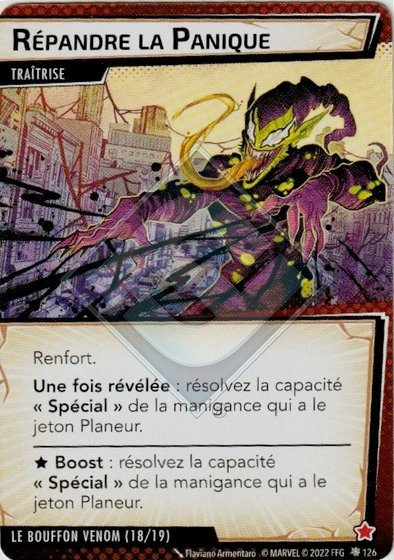 RÉPANDRE LA PANIQUE
TRAÎTRISE
Renfort.
Une fois révélée : résolvez la capacité
« Spécial » de la manigance qui a le
jeton Planeur.
★ Boost : résolvez la capacité
« Spécial » de la manigance qui a le
jeton Planeur.
LE BOUFFON VENOM (18/19)
Flaviano Armentaro © MARVEL © 2022 FFG 126